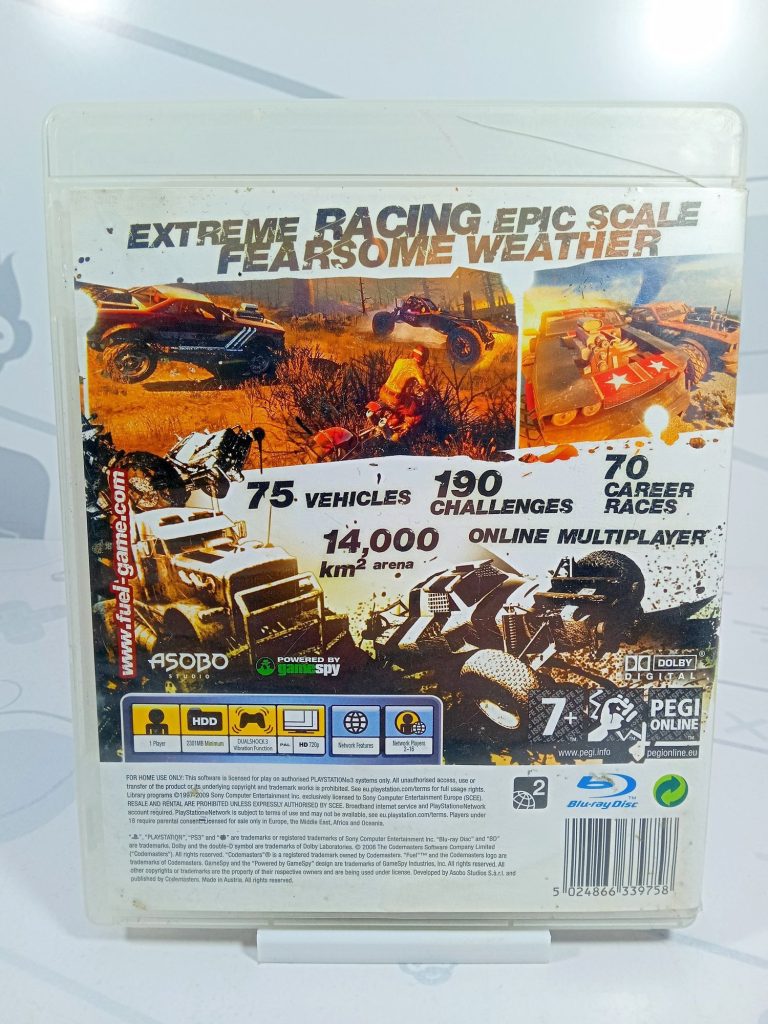 EXTREME RACING EPIC SCALE
FEARSOME WEATHER
75 VEHICLES
190 CHALLENGES
70 CAREER RACES
14,000 km² arena
ONLINE MULTIPLAYER
www.fuel-game.com
ASOBO
STUDIO
POWERED BY
gamespy
DOLBY
DIGITAL
1 Player
HDD
2301MB Minimum
DUALSHOCK 3
Vibration Function
PAL HD 720p
Network Features
Network Players
2-16
7+
www.pegi.info
PEGI
ONLINE
pegionline.eu
FOR HOME USE ONLY: This software is licensed for play on authorised PLAYSTATION®3 systems only. All unauthorised access, use or
transfer of the product or its underlying copyright and trademark works is prohibited. See eu.playstation.com/terms for full usage rights.
Library programs ©1997-2009 Sony Computer Entertainment Inc. exclusively licensed to Sony Computer Entertainment Europe (SCEE).
RESALE AND RENTAL ARE PROHIBITED UNLESS EXPRESSLY AUTHORISED BY SCEE. Broadband internet service and PlayStation®Network
account required. PlayStation®Network is subject to terms of use and may not be available, see eu.playstation.com/terms. Players under
18 require parental consent. Licensed for sale only in Europe, the Middle East, Africa and Oceania.
2
Blu-ray Disc™
", "PLAYSTATION", "PS3" and " " are trademarks or registered trademarks of Sony Computer Entertainment Inc. "Blu-ray Disc" and "BD"
are trademarks. Dolby and the double-D symbol are trademarks of Dolby Laboratories. © 2008 The Codemasters Software Company Limited
("Codemasters"). All rights reserved. "Codemasters"® is a registered trademark owned by Codemasters. "Fuel"™ and the Codemasters logo are
trademarks of Codemasters. GameSpy and the "Powered by GameSpy" design are trademarks of GameSpy Industries, Inc. All rights reserved. All
other copyrights or trademarks are the property of their respective owners and are being used under license. Developed by Asobo Studios S.à.r.l. and
published by Codemasters. Made in Austria. All rights reserved.
5 024866 339758